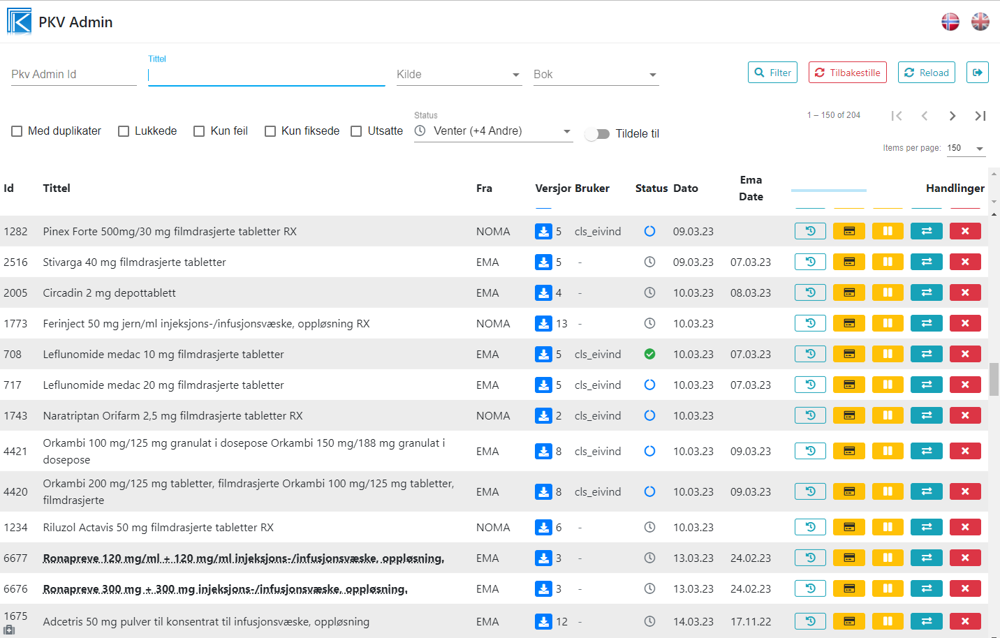 PKV Admin
Tittel
Pkv Admin Id
Kilde
Bok
Filter
Tilbakestille
Reload
1 – 150 of 204
Status
Med duplikater
Lukkede
Kun feil
Kun fiksede
Utsatte
Venter (+4 Andre)
Tildele til
Items per page: 150
Id Tittel Fra Versjor Bruker Status Dato Ema Date Handlinger
1282 Pinex Forte 500mg/30 mg filmdrasjerte tabletter RX NOMA 5 cls_eivind 09.03.23
2516 Stivarga 40 mg filmdrasjerte tabletter EMA 5 - 09.03.23 07.03.23
2005 Circadin 2 mg depottablett EMA 4 - 10.03.23 08.03.23
1773 Ferinject 50 mg jern/ml injeksjons-/infusjonsvæske, oppløsning RX NOMA 13 - 10.03.23
708 Leflunomide medac 10 mg filmdrasjerte tabletter EMA 5 cls_eivind 10.03.23 07.03.23
717 Leflunomide medac 20 mg filmdrasjerte tabletter EMA 5 cls_eivind 10.03.23 07.03.23
1743 Naratriptan Orifarm 2,5 mg filmdrasjerte tabletter RX NOMA 2 cls_eivind 10.03.23
4421 Orkambi 100 mg/125 mg granulat i dosepose Orkambi 150 mg/188 mg granulat i
dosepose EMA 8 cls_eivind 10.03.23 09.03.23
4420 Orkambi 200 mg/125 mg tabletter, filmdrasjerte Orkambi 100 mg/125 mg tabletter,
filmdrasjerte EMA 8 cls_eivind 10.03.23 09.03.23
1234 Riluzol Actavis 50 mg filmdrasjerte tabletter RX NOMA 6 - 10.03.23
6677 Ronapreve 120 mg/ml + 120 mg/ml injeksjons-/infusjonsvæske, oppløsning, EMA 3 - 13.03.23 24.02.23
6676 Ronapreve 300 mg + 300 mg injeksjons-/infusjonsvæske, oppløsning, EMA 3 - 13.03.23 24.02.23
1675 Adcetris 50 mg pulver til konsentrat til infusjonsvæske, oppløsning EMA 12 - 14.03.23 17.11.22